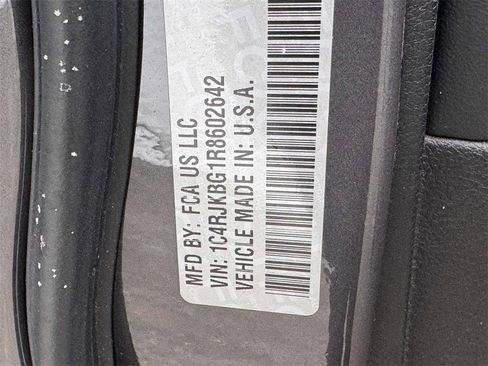 MFD BY: FCA US LLC
VIN: 1C4RJKBG1R8602642
VEHICLE MADE IN: U.S.A.